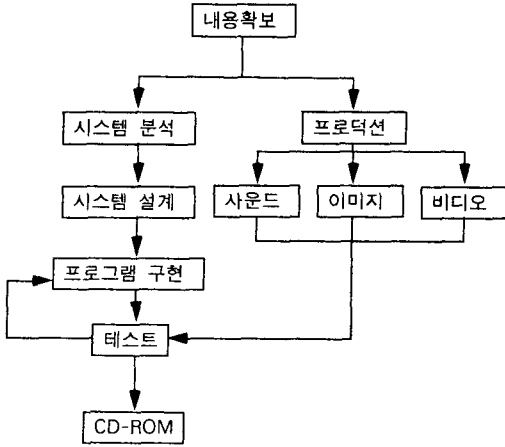 내용확보
시스템 분석
프로덕션
시스템 설계
사운드
이미지
비디오
프로그램 구현
테스트
CD-ROM